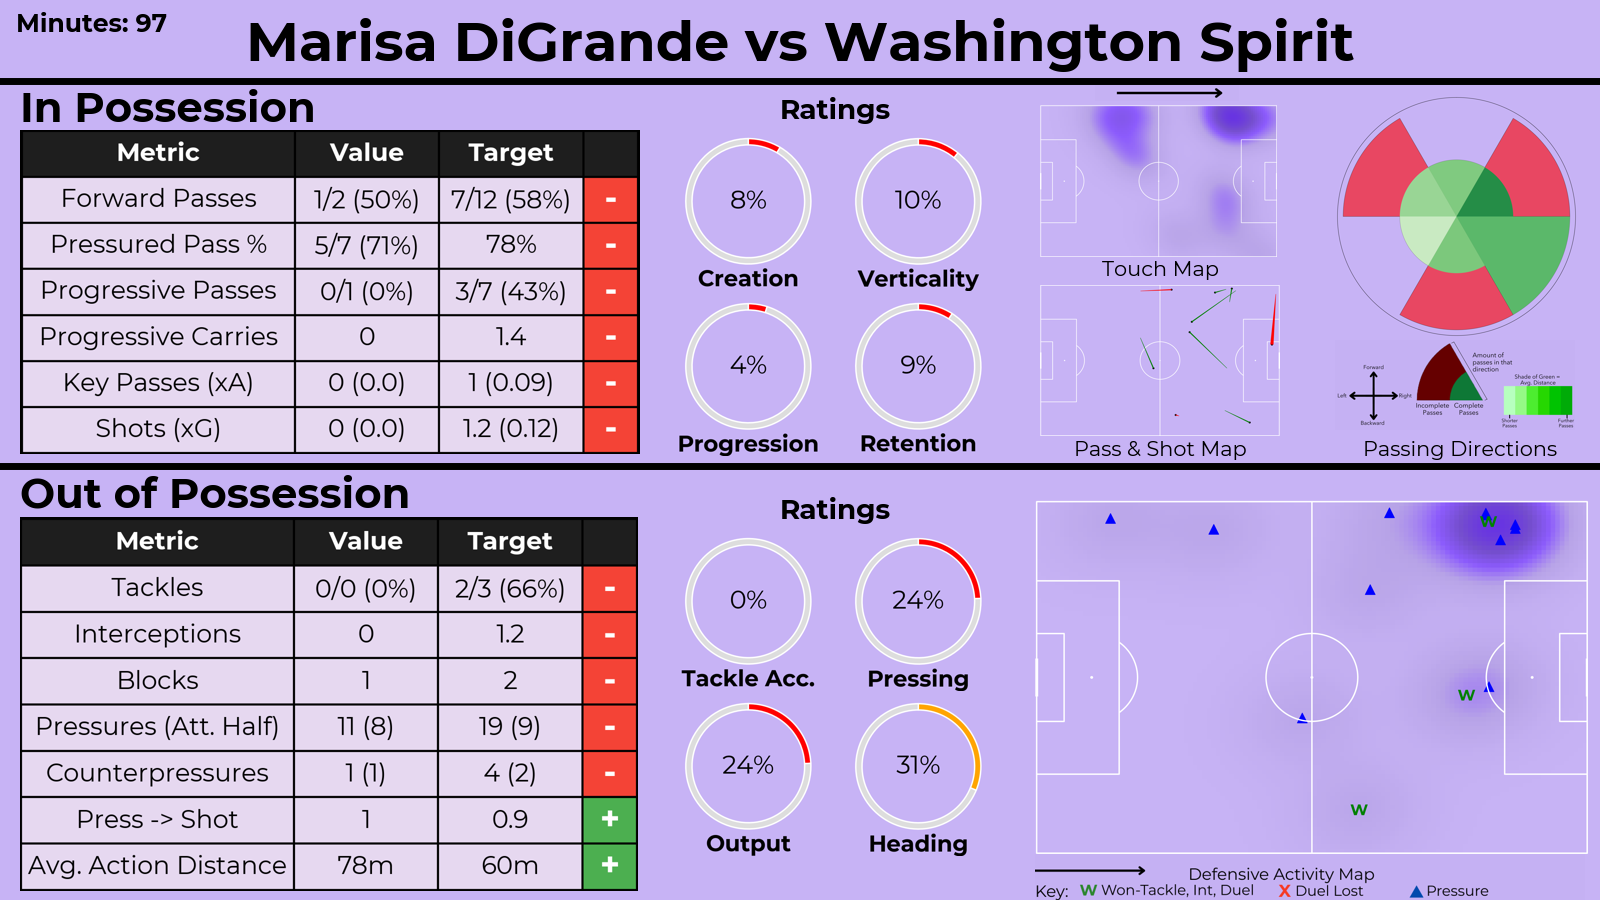 Minutes: 97
Marisa DiGrande vs Washington Spirit
In Possession
Metric Value Target
Forward Passes 1/2 (50%) 7/12 (58%) -
Pressured Pass % 5/7 (71%) 78% -
Progressive Passes 0/1 (0%) 3/7 (43%) -
Progressive Carries 0 1.4 -
Key Passes (xA) 0 (0.0) 1 (0.09) -
Shots (xG) 0 (0.0) 1.2 (0.12) -
Ratings
8% 10%
Creation Verticality
4% 9%
Progression Retention
Touch Map
Pass & Shot Map
Forward
Left Right
Backward
Amount of
passes in that
direction
Incomplete Complete
Passes Passes
Shade of Green =
Avg. Distance
Shorter Further
Passes Passes
Passing Directions
Out of Possession
Metric Value Target
Tackles 0/0 (0%) 2/3 (66%) -
Interceptions 0 1.2 -
Blocks 1 2 -
Pressures (Att. Half) 11 (8) 19 (9) -
Counterpressures 1 (1) 4 (2) -
Press -> Shot 1 0.9 +
Avg. Action Distance 78m 60m +
Ratings
0% 24%
Tackle Acc. Pressing
24% 31%
Output Heading
W
W
W
Defensive Activity Map
Key: W Won-Tackle, Int, Duel X Duel Lost Pressure